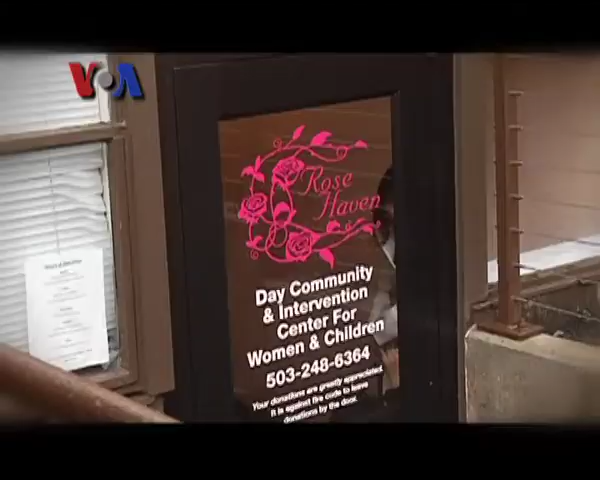 VOA
Rose
Haven
Day Community
& Intervention
Center For
Women & Children
503-248-6364
Your donations are greatly appreciated.
It is against fire code to leave
donations by the door.